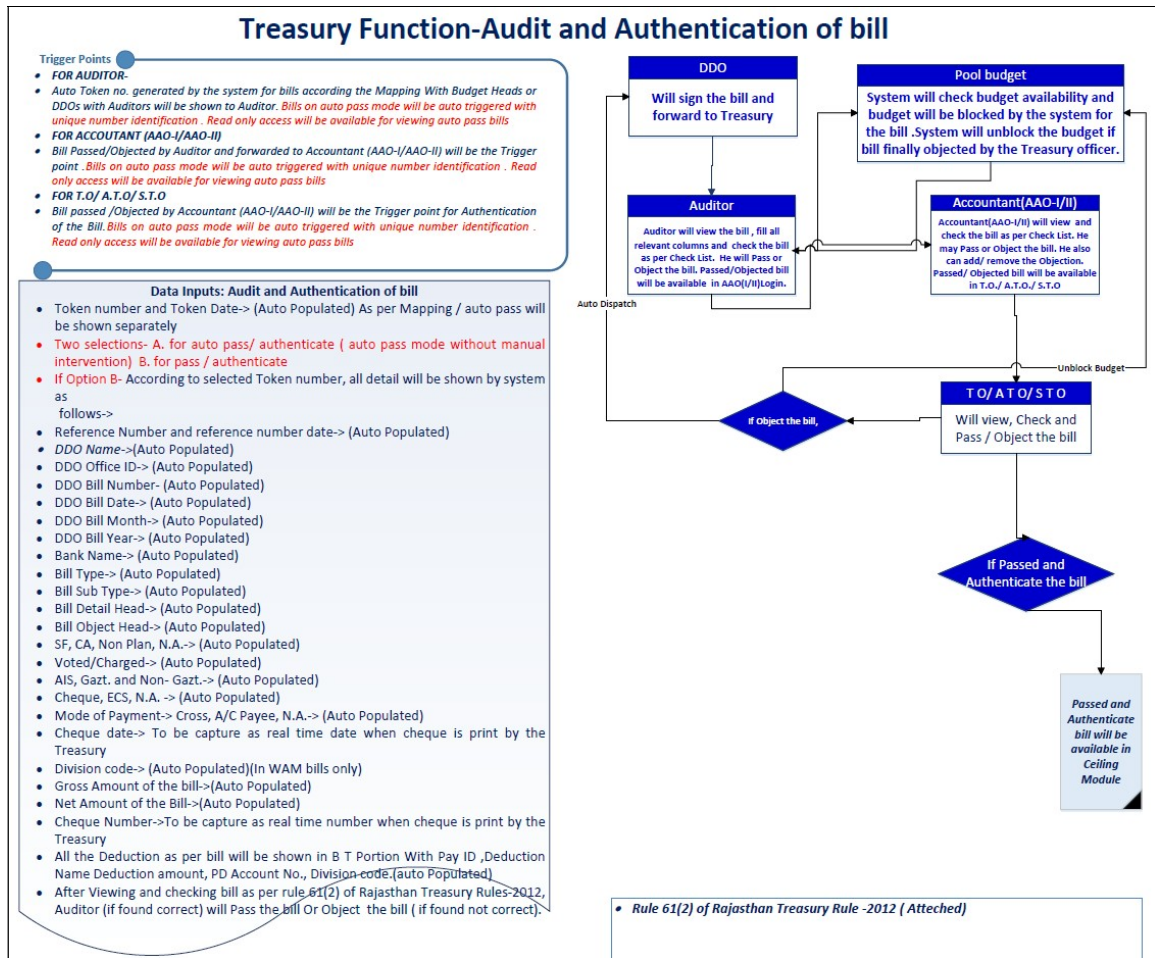 Treasury Function-Audit and Authentication of bill
Trigger Points
• FOR AUDITOR-
• Auto Token no. generated by the system for bills according the Mapping With Budget Heads or
DDOs with Auditors will be shown to Auditor. Bills on auto pass mode will be auto triggered with
unique number identification . Read only access will be available for viewing auto pass bills
• FOR ACCOUTANT (AAO-I/AAO-II)
• Bill Passed/Objected by Auditor and forwarded to Accountant (AAO-I/AAO-II) will be the Trigger
point .Bills on auto pass mode will be auto triggered with unique number identification . Read
only access will be available for viewing auto pass bills
• FOR T.O/ A.T.O/ S.T.O
• Bill passed /Objected by Accountant (AAO-I/AAO-II) will be the Trigger point for Authentication
of the Bill.Bills on auto pass mode will be auto triggered with unique number identification .
Read only access will be available for viewing auto pass bills
Data Inputs: Audit and Authentication of bill
• Token number and Token Date-> (Auto Populated) As per Mapping / auto pass will
be shown separately
• Two selections- A. for auto pass/ authenticate ( auto pass mode without manual
intervention) B. for pass / authenticate
• If Option B- According to selected Token number, all detail will be shown by system
as
follows->
• Reference Number and reference number date-> (Auto Populated)
• DDO Name->(Auto Populated)
• DDO Office ID-> (Auto Populated)
• DDO Bill Number- (Auto Populated)
• DDO Bill Date-> (Auto Populated)
• DDO Bill Month-> (Auto Populated)
• DDO Bill Year-> (Auto Populated)
• Bank Name-> (Auto Populated)
• Bill Type-> (Auto Populated)
• Bill Sub Type-> (Auto Populated)
• Bill Detail Head-> (Auto Populated)
• Bill Object Head-> (Auto Populated)
• SF, CA, Non Plan, N.A.-> (Auto Populated)
• Voted/Charged-> (Auto Populated)
• AIS, Gazt. and Non- Gazt.-> (Auto Populated)
• Cheque, ECS, N.A. -> (Auto Populated)
• Mode of Payment-> Cross, A/C Payee, N.A.-> (Auto Populated)
• Cheque date-> To be capture as real time date when cheque is print by the
Treasury
• Division code-> (Auto Populated)(In WAM bills only)
• Gross Amount of the bill->(Auto Populated)
• Net Amount of the Bill->(Auto Populated)
• Cheque Number->To be capture as real time number when cheque is print by the
Treasury
• All the Deduction as per bill will be shown in B T Portion With Pay ID ,Deduction
Name Deduction amount, PD Account No., Division code.(auto Populated)
• After Viewing and checking bill as per rule 61(2) of Rajasthan Treasury Rules-2012,
Auditor (if found correct) will Pass the bill Or Object the bill ( if found not correct).
DDO
Will sign the bill and
forward to Treasury
Pool budget
System will check budget availability and
budget will be blocked by the system for
the bill .System will unblock the budget if
bill finally objected by the Treasury officer.
Auditor
Auditor will view the bill , fill all
relevant columns and check the bill
as per Check List. He will Pass or
Object the bill. Passed/Objected bill
will be available in AAO(I/II)Login.
Accountant(AAO-I/II)
Accountant(AAO-I/II) will view and
check the bill as per Check List. He
may Pass or Object the bill. He also
can add/ remove the Objection.
Passed/ Objected bill will be available
in T.O./ A.T.O./ S.T.O
Auto Dispatch
Unblock Budget
T O/ A TO/ S T O
Will view, Check and
Pass / Object the bill
If Object the bill,
If Passed and
Authenticate the bill
Passed and
Authenticate
bill will be
available in
Ceiling
Module
• Rule 61(2) of Rajasthan Treasury Rule -2012 ( Atteched)